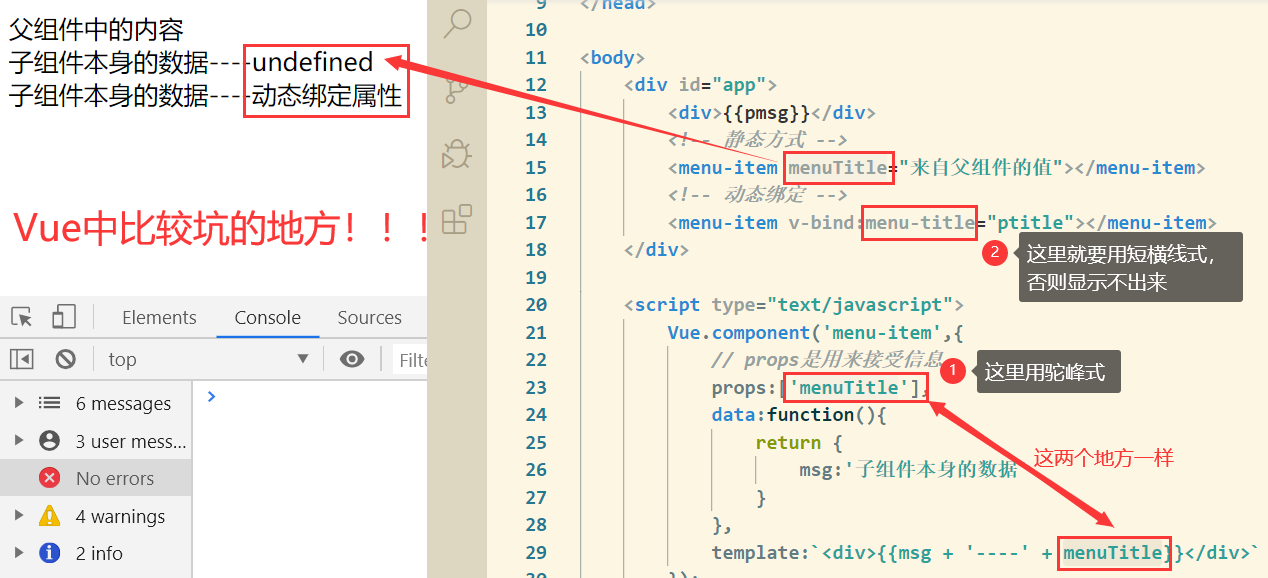 父组件中的内容
子组件本身的数据----undefined
子组件本身的数据----动态绑定属性
Vue中比较坑的地方！！！
Elements Console Sources
top
6 messages
3 user mess...
No errors
4 warnings
2 info
9 </head>
10
11 <body>
12 <div id="app">
13 <div>{{pmsg}}</div>
14 <!-- 静态方式 -->
15 <menu-item menuTitle="来自父组件的值"></menu-item>
16 <!-- 动态绑定 -->
17 <menu-item v-bind:menu-title="ptitle"></menu-item>
18 </div>
2 这里就要用短横线式，
否则显示不出来
19
20 <script type="text/javascript">
21 Vue.component('menu-item',{
22 // props是用来接受信息
1 这里用驼峰式
23 props:['menuTitle'],
24 data:function(){
25 return {
26 msg:'子组件本身的数据
这两个地方一样
27 }
28 },
29 template:`<div>{{msg + '----' + menuTitle}}</div>`